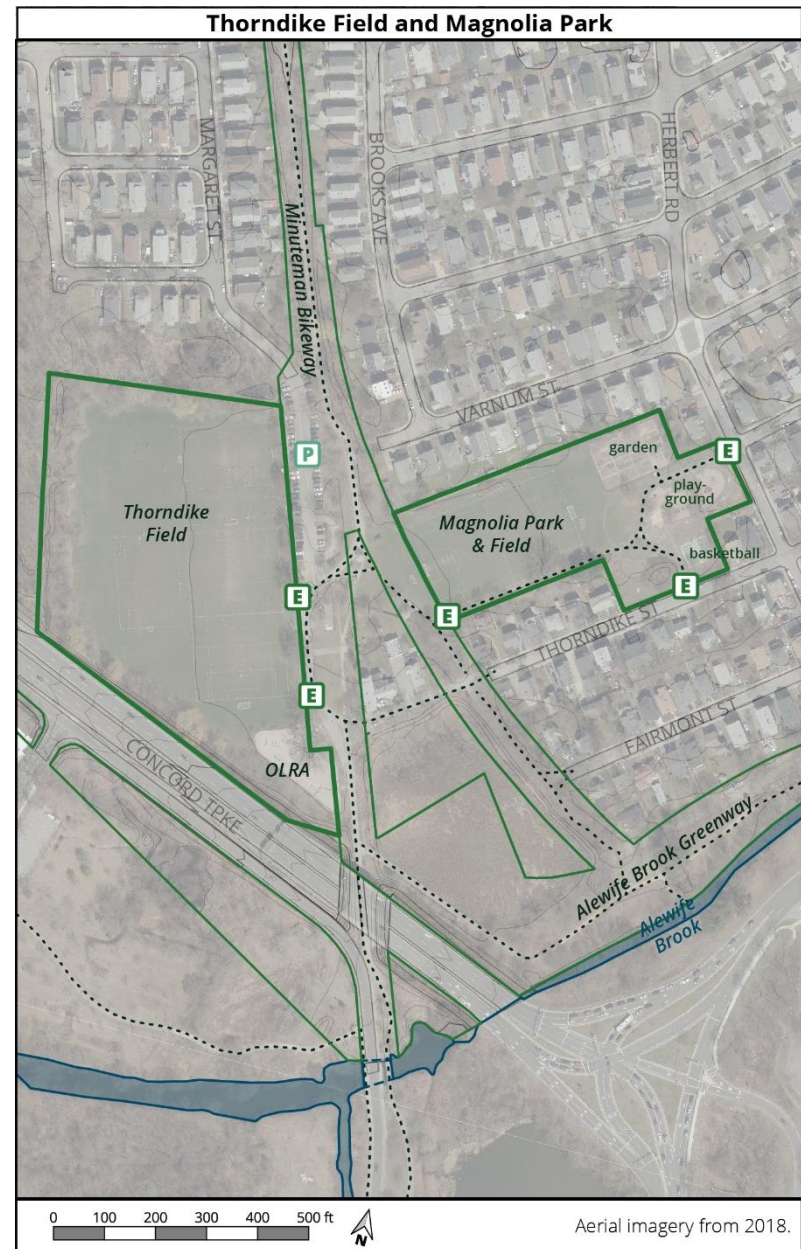 Thorndike Field and Magnolia Park
MARGARET ST
Minuteman Bikeway
BROOKS AVE
HERBERT RD
VARNUM ST
P
E
garden
play-
ground
Thorndike
Field
Magnolia Park
& Field
basketball
E
E
E
THORNDIKE ST
E
FAIRMONT ST
OLRA
CONCORD TPKE
Alewife Brook Greenway
Alewife
Brook
0 100 200 300 400 500 ft
N
Aerial imagery from 2018.